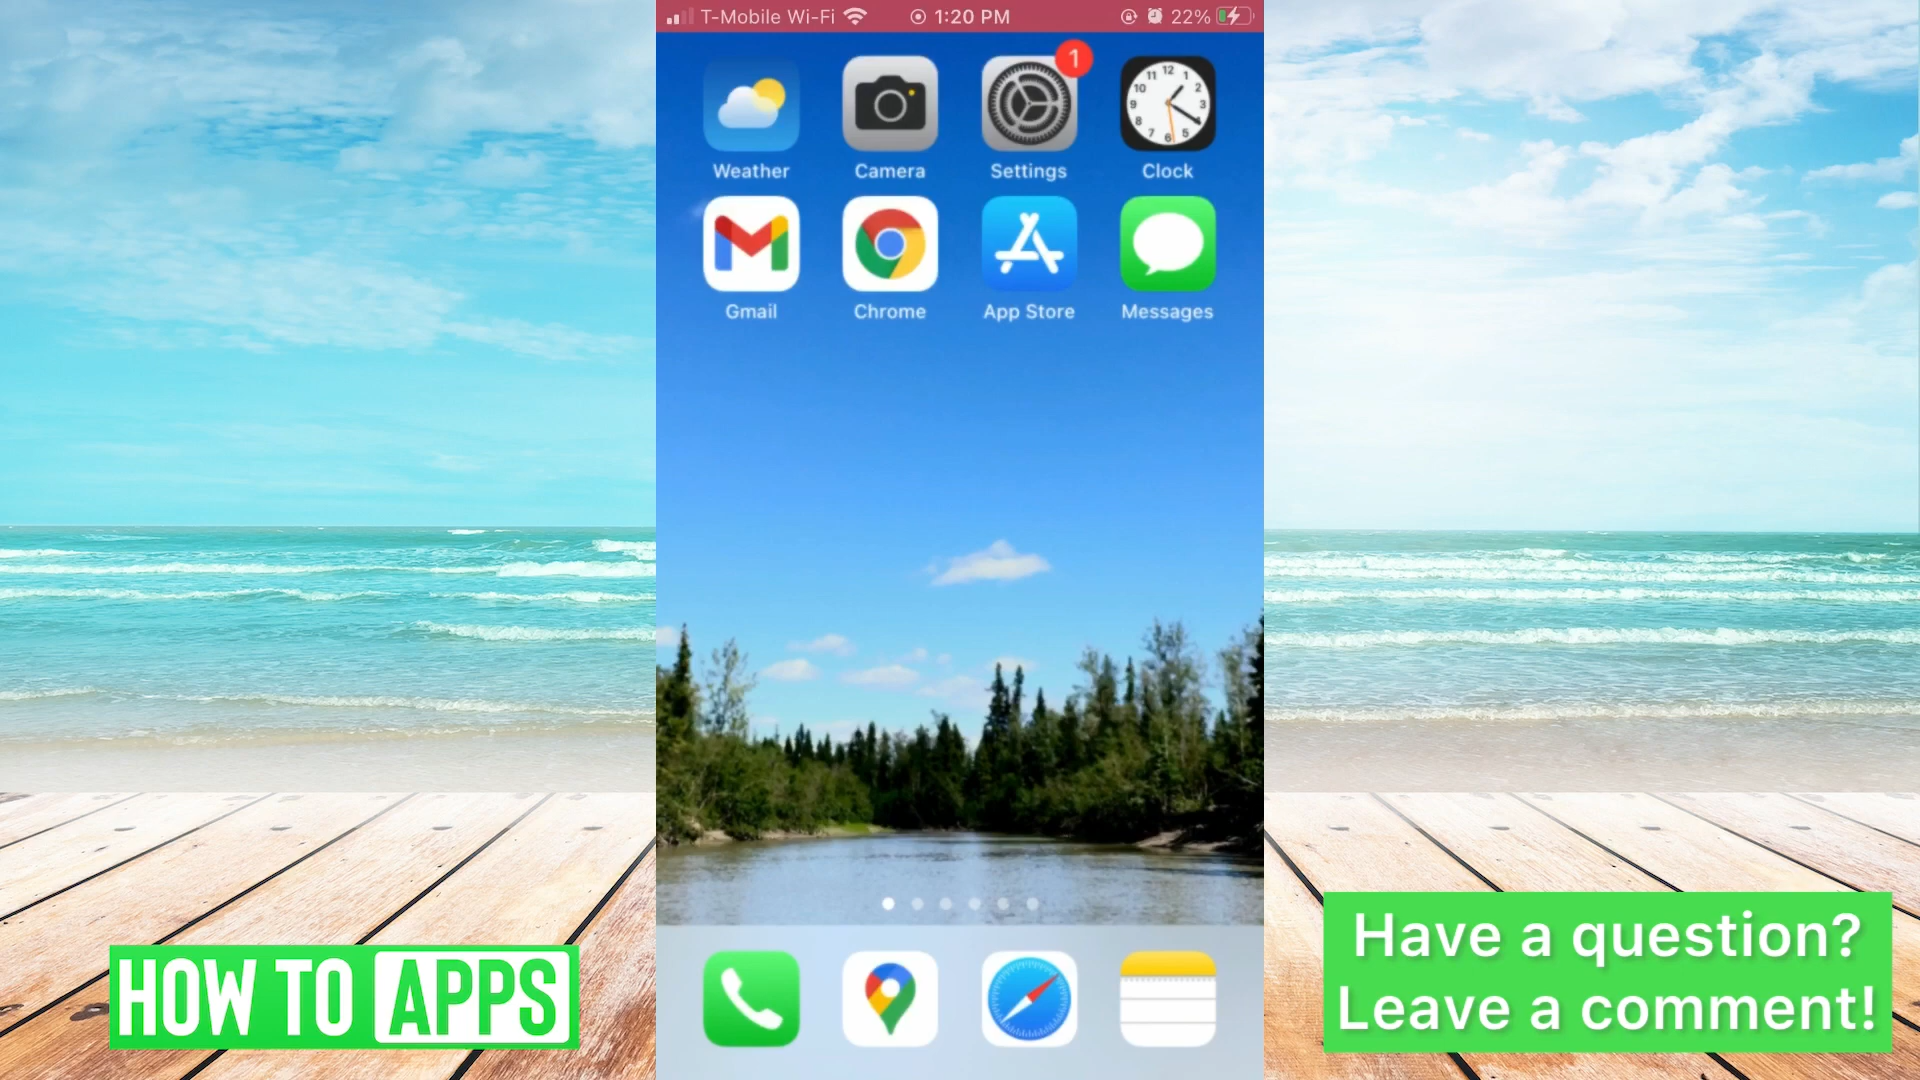 T-Mobile Wi-Fi 1:20 PM 22%
1
Weather Camera Settings Clock
Gmail Chrome App Store Messages
HOW TO APPS
Have a question?
Leave a comment!